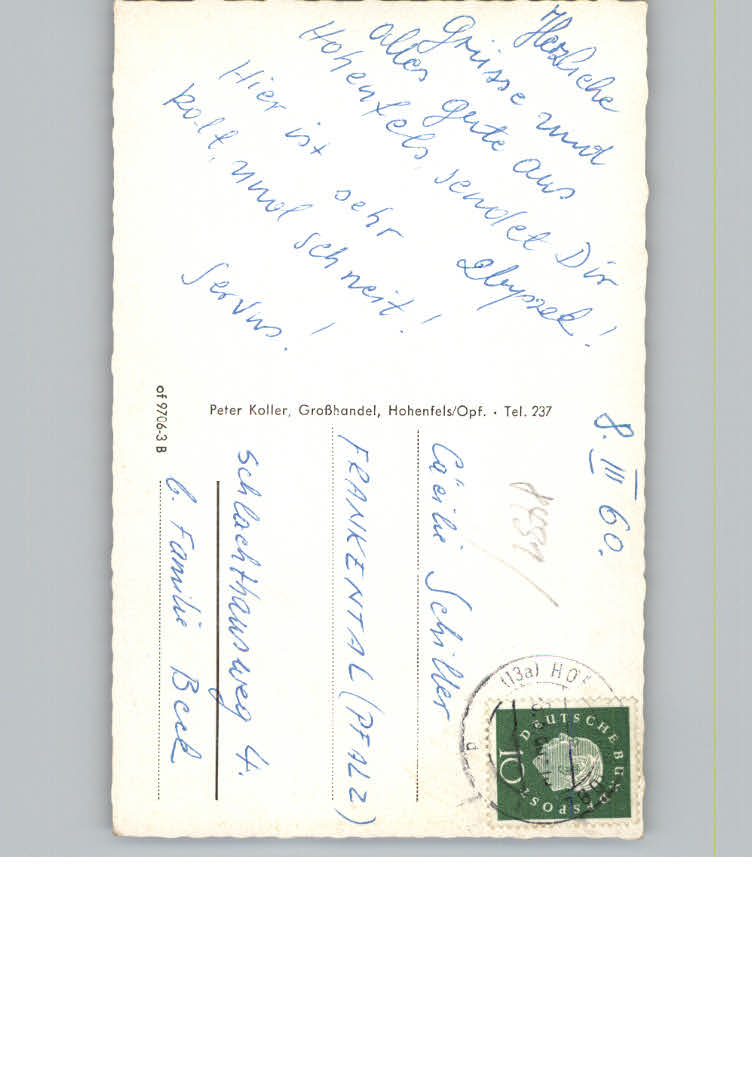 8. III 60.
Herzliche
Grüsse und
alles gute aus
Hohenfels, sendet Dir
Hier ist sehr
kalt, und schneit!
Servus!
Peter Koller, Großhandel, Hohenfels/Opf. · Tel. 237
of 9706-3 B
Cäcilie Schiller
FRANKENTAL (PFALZ)
Schlachthausweg 4.
b. Familie Beck
(13a) HO
DEUTSCHE BUNDESPOST
10